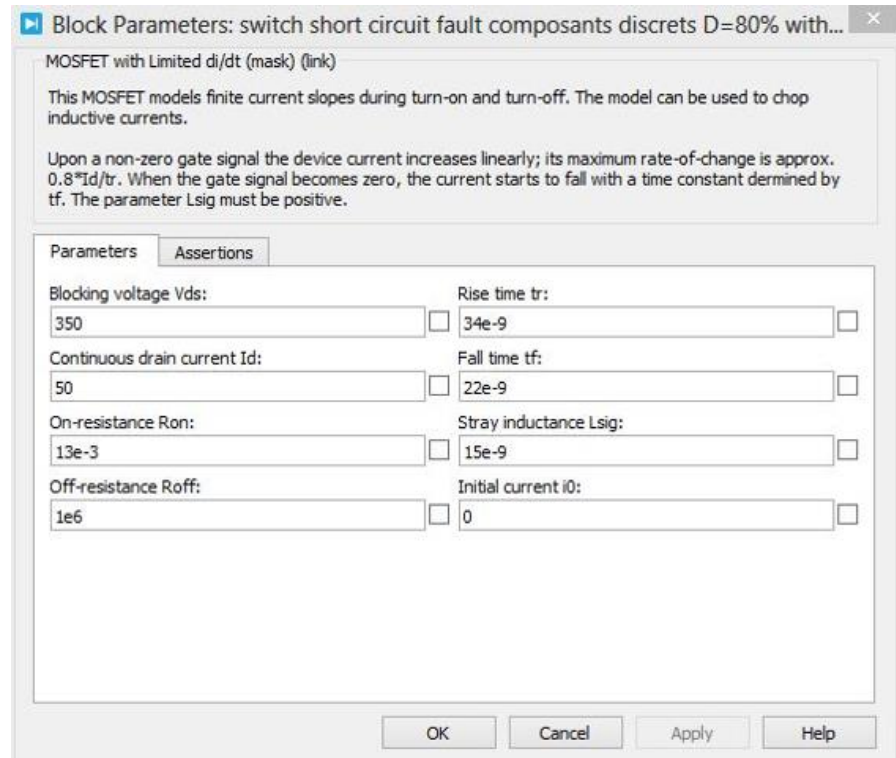 Block Parameters: switch short circuit fault composants discrets D=80% with...
MOSFET with Limited di/dt (mask) (link)
This MOSFET models finite current slopes during turn-on and turn-off. The model can be used to chop
inductive currents.
Upon a non-zero gate signal the device current increases linearly; its maximum rate-of-change is approx.
0.8*Id/tr. When the gate signal becomes zero, the current starts to fall with a time constant dermined by
tf. The parameter Lsig must be positive.
Parameters Assertions
Blocking voltage Vds: Rise time tr:
350 34e-9
Continuous drain current Id: Fall time tf:
50 22e-9
On-resistance Ron: Stray inductance Lsig:
13e-3 15e-9
Off-resistance Roff: Initial current i0:
1e6 0
OK Cancel Apply Help